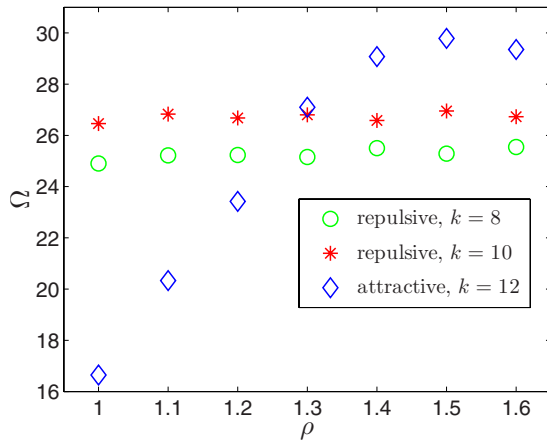 30
28
26
24
22
20
18
16
Ω
repulsive, k = 8
repulsive, k = 10
attractive, k = 12
1 1.1 1.2 1.3 1.4 1.5 1.6
ρ